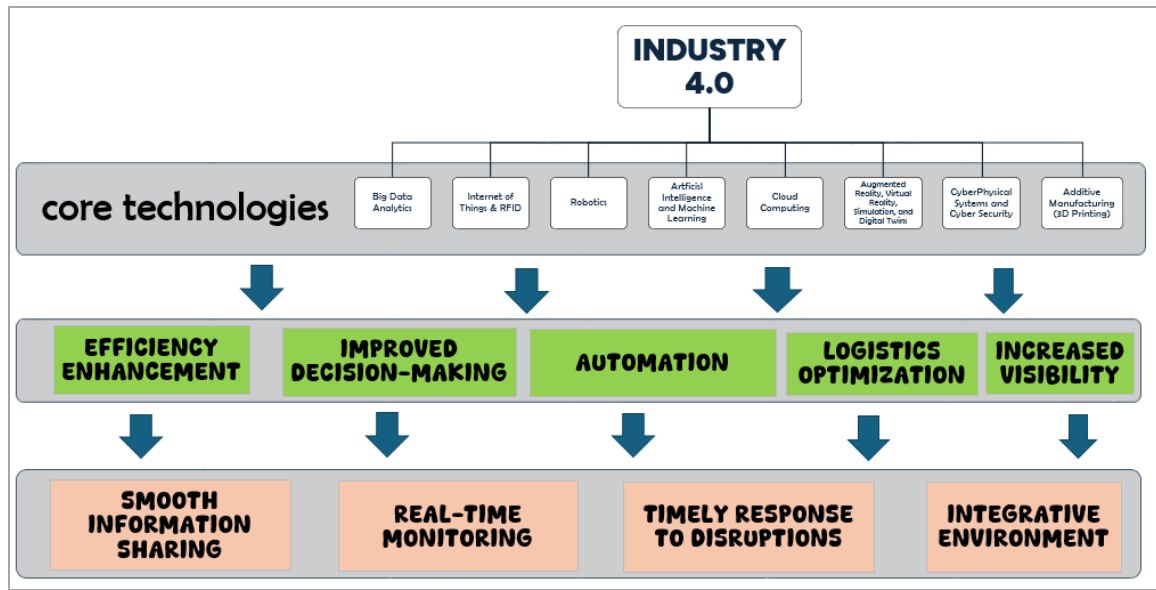 INDUSTRY
4.0
core technologies
Big Data
Analytics
Internet of
Things & RFID
Robotics
Artficisl
Intelligence
and Machine
Learning
Cloud
Computing
Augmented
Reality, Virtual
Reality,
Simulation, and
Digital Twins
CyberPhysical
Systems and
Cyber Security
Additive
Manufacturing
(3D Printing)
EFFICIENCY
ENHANCEMENT
IMPROVED
DECISION-MAKING
AUTOMATION
LOGISTICS
OPTIMIZATION
INCREASED
VISIBILITY
SMOOTH
INFORMATION
SHARING
REAL-TIME
MONITORING
TIMELY RESPONSE
TO DISRUPTIONS
INTEGRATIVE
ENVIRONMENT